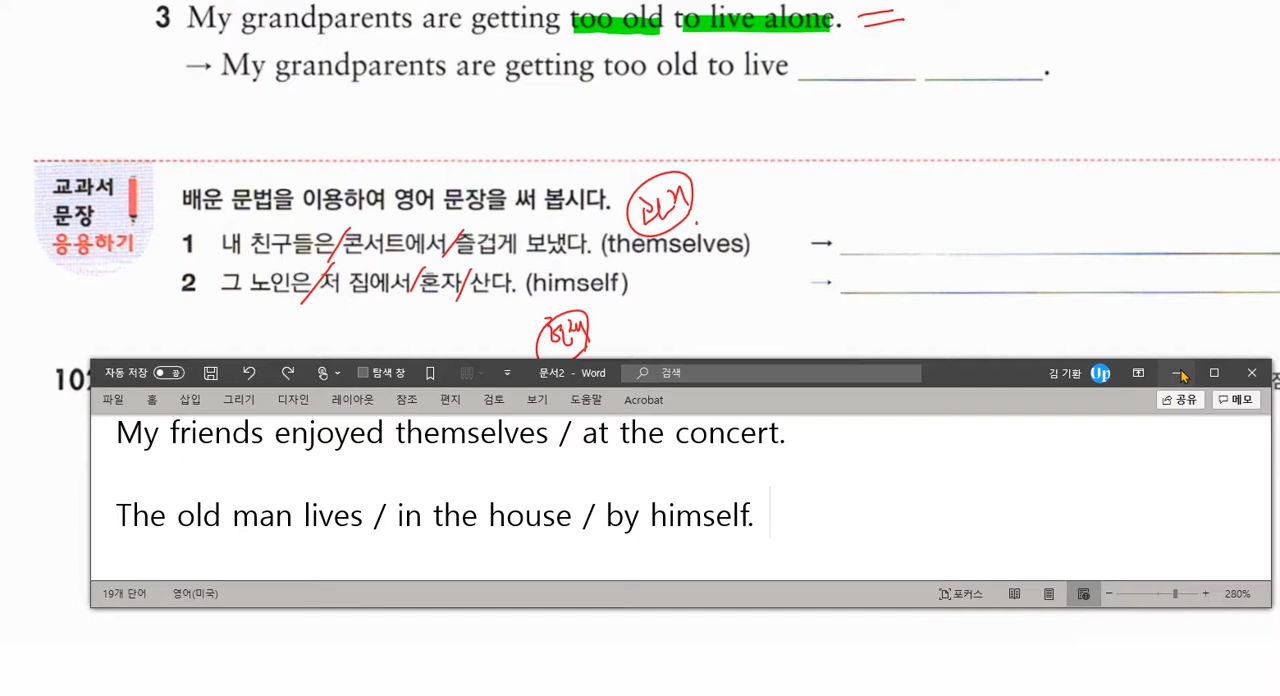 3 My grandparents are getting too old to live alone.
→ My grandparents are getting too old to live ______ ______.
교과서
문장
응용하기
배운 문법을 이용하여 영어 문장을 써 봅시다.
1 내 친구들은/콘서트에서/즐겁게 보냈다. (themselves) →
2 그 노인은/저 집에서/혼자/산다. (himself) →
10
자동 저장 끔 탐색 창 문서2 - Word 검색 김 기환 Up
파일 홈 삽입 그리기 디자인 레이아웃 참조 편지 검토 보기 도움말 Acrobat 공유 메모
My friends enjoyed themselves / at the concert.
The old man lives / in the house / by himself.
19개 단어 영어(미국) 포커스 280%